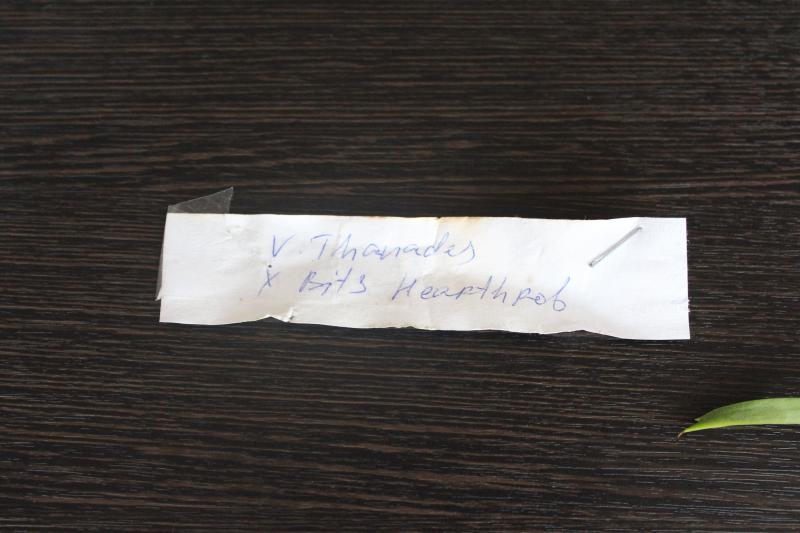 V. Thanades
x Bits Hearthrob